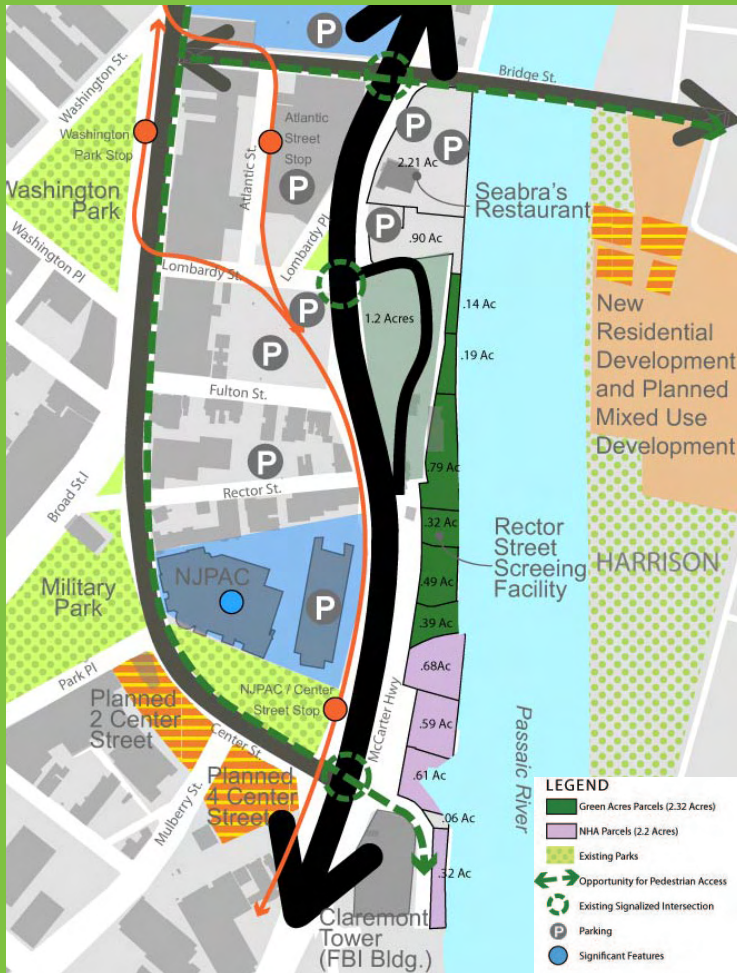 P
Bridge St.
Washington St.
Washington
Park Stop
Atlantic
Street
Stop
Atlantic St.
P
P
P
2.21 Ac
Seabra's
Restaurant
Washington
Park
Washington Pl
Lombardy St.
Lombardy Pl
P
.90 Ac
.14 Ac
1.2 Acres
.19 Ac
P
P
New
Residential
Development
and Planned
Mixed Use
Development
Fulton St.
P
Rector St.
Broad St.l
.79 Ac
.32 Ac
Rector
Street
Screeing
Facility
HARRISON
.49 Ac
.39 Ac
NJPAC
P
Military
Park
Park Pl
.68Ac
.59 Ac
.61 Ac
.06 Ac
.32 Ac
NJPAC / Center
Street Stop
McCarter Hwy
Passaic River
Planned
2 Center
Street
Center St.
Mulberry St.
Planned
4 Center
Street
Claremont
Tower
(FBI Bldg.)
LEGEND
Green Acres Parcels (2.32 Acres)
NHA Parcels (2.2 Acres)
Existing Parks
Opportunity for Pedestrian Access
Existing Signalized Intersection
P Parking
Significant Features